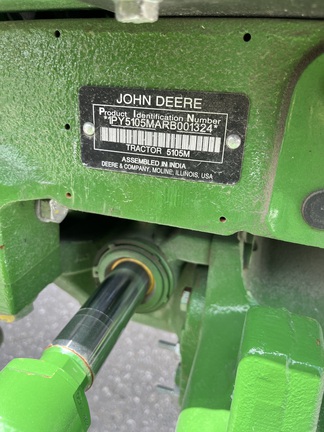 JOHN DEERE
Product Identification Number
*1PY5105MARB001324*
TRACTOR 5105M
ASSEMBLED IN INDIA
DEERE & COMPANY, MOLINE, ILLINOIS, USA